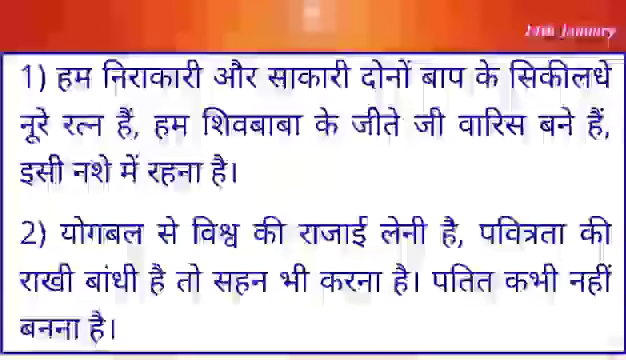 14th January
1) हम निराकारी और साकारी दोनों बाप के सिकीलधे
नूरे रत्न हैं, हम शिवबाबा के जीते जी वारिस बने हैं,
इसी नशे में रहना है।
2) योगबल से विश्व की राजाई लेनी है, पवित्रता की
राखी बांधी है तो सहन भी करना है। पतित कभी नहीं
बनना है।